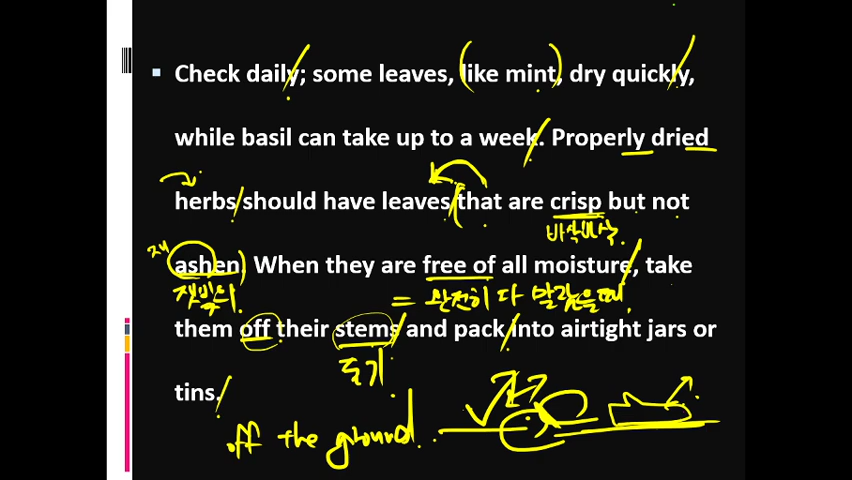 Check daily; some leaves, (like mint), dry quickly,
while basil can take up to a week. Properly dried
herbs should have leaves that are crisp but not
바삭바삭.
재
ashen. When they are free of all moisture, take
잿빛의. = 완전히 다 말랐을때,
them off their stems and pack into airtight jars or
줄기
tins.
off the ground.